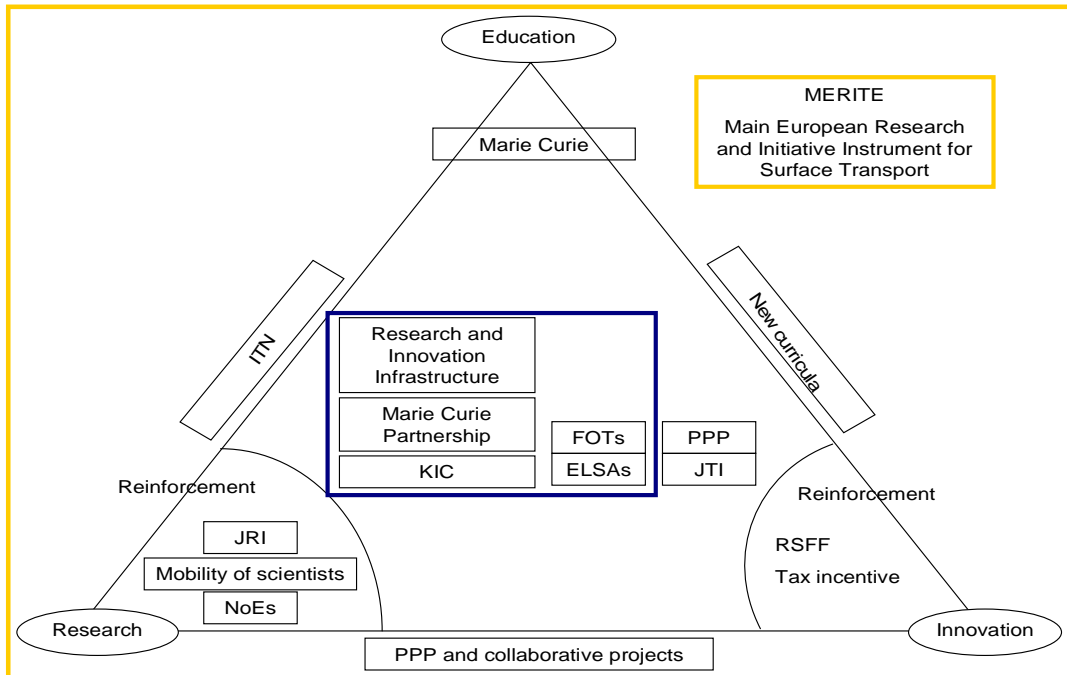 Education
MERITE
Main European Research
and Initiative Instrument for
Surface Transport
Marie Curie
ITN
New curricula
Research and
Innovation
Infrastructure
Marie Curie
Partnership
KIC
FOTs
ELSAs
PPP
JTI
Reinforcement
JRI
Mobility of scientists
NoEs
Reinforcement
RSFF
Tax incentive
Research
Innovation
PPP and collaborative projects